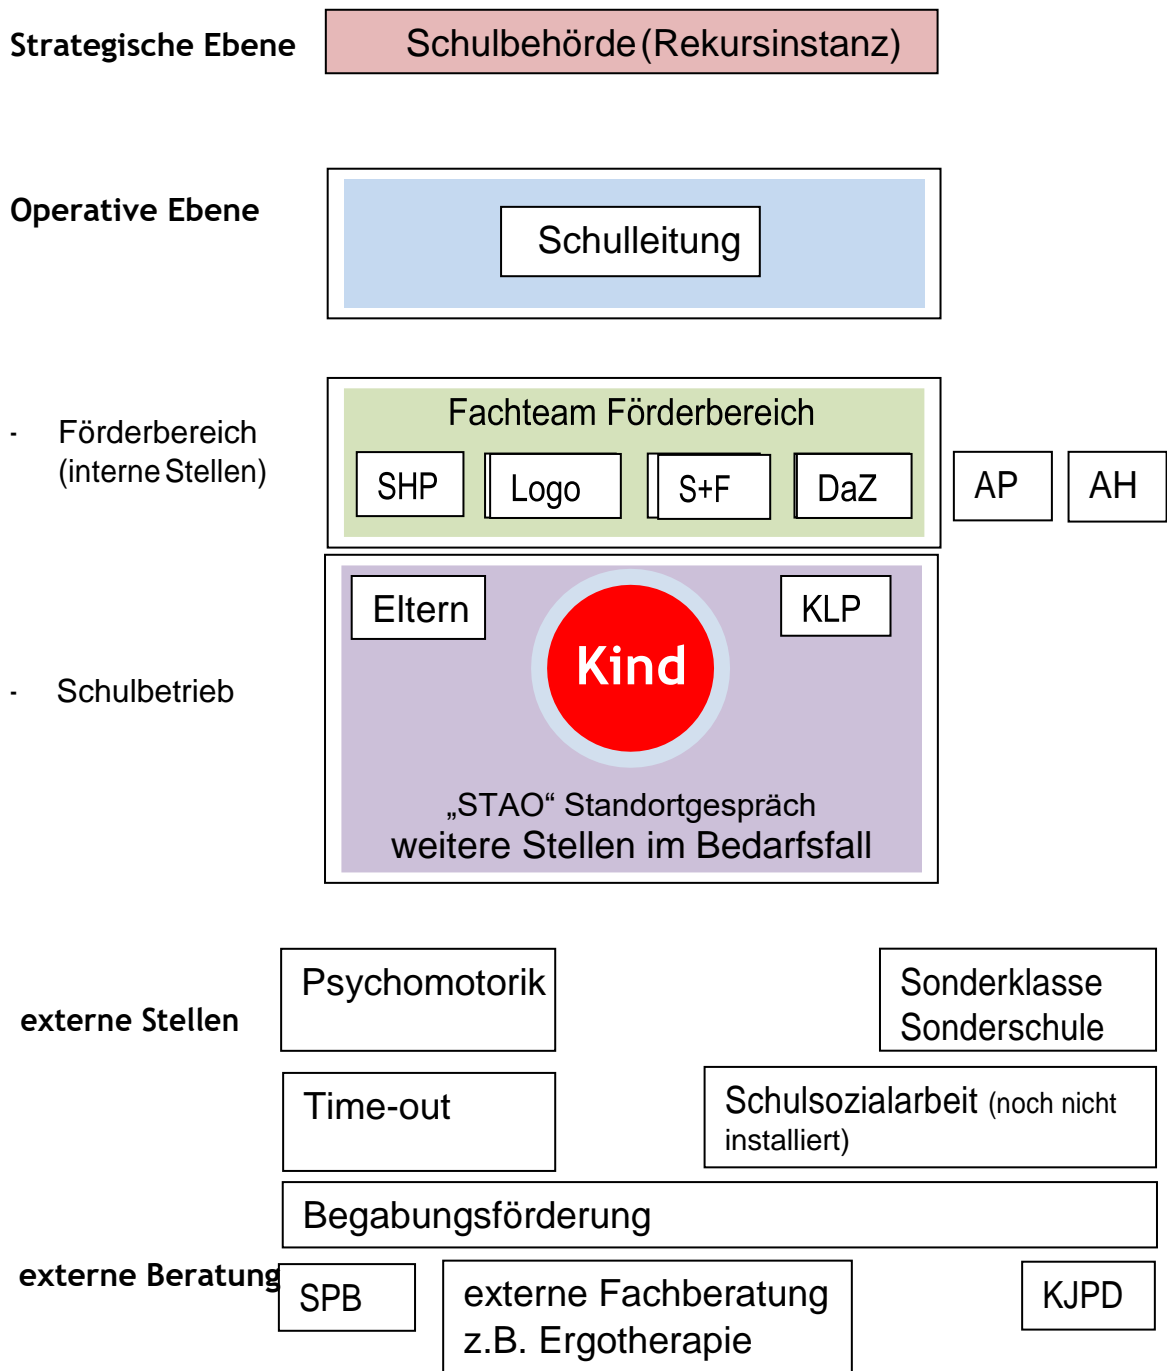 Strategische Ebene
Schulbehörde (Rekursinstanz)
Operative Ebene
Schulleitung
- Förderbereich
(interne Stellen)
Fachteam Förderbereich
SHP
Logo
S+F
DaZ
AP
AH
Eltern
KLP
Kind
- Schulbetrieb
„STAO“ Standortgespräch
weitere Stellen im Bedarfsfall
externe Stellen
Psychomotorik
Sonderklasse
Sonderschule
Time-out
Schulsozialarbeit (noch nicht
installiert)
Begabungsförderung
externe Beratung
SPB
externe Fachberatung
z.B. Ergotherapie
KJPD